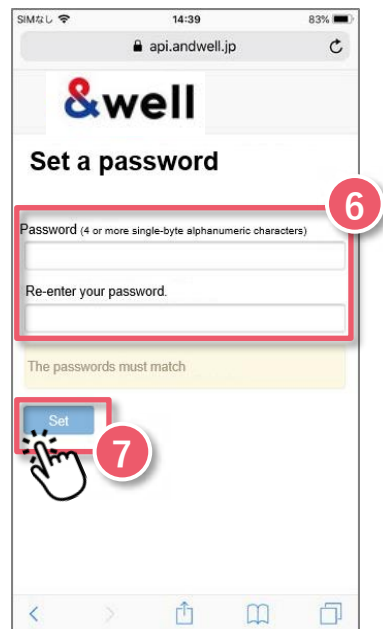 SIMなし 14:39 83%
api.andwell.jp
&well
Set a password
6
Password (4 or more single-byte alphanumeric characters)
Re-enter your password.
The passwords must match
Set
7